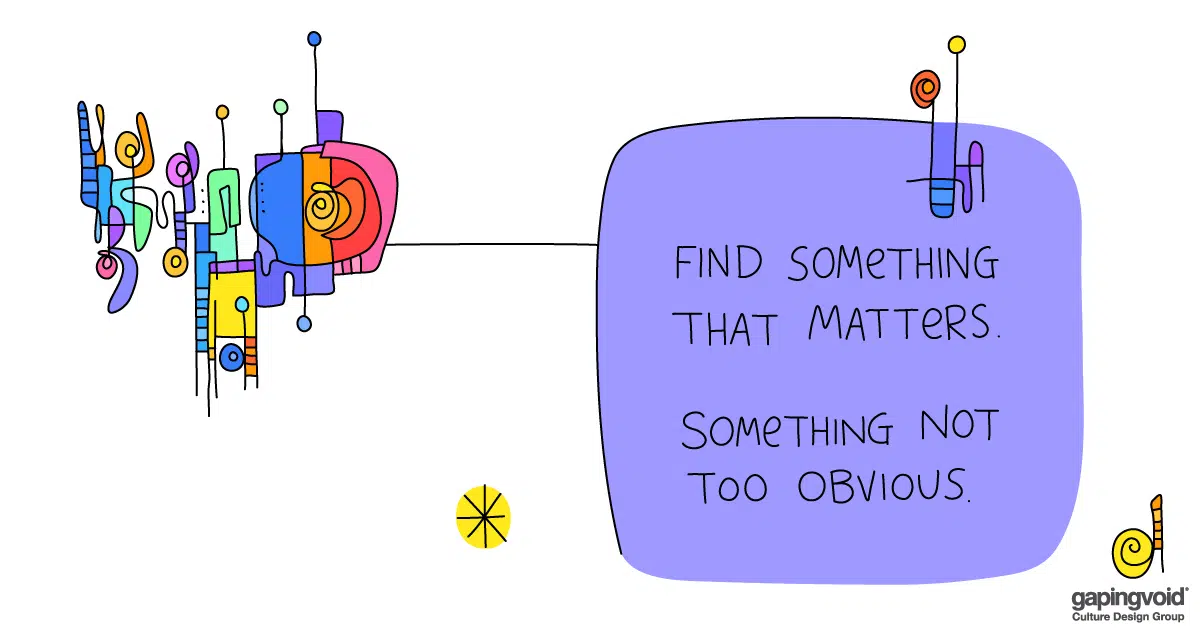 FIND SOMeTHING
THAT MATTeRS.
SOMeTHING NOT
TOO OBVIOUS.
gapingvoid®
Culture Design Group